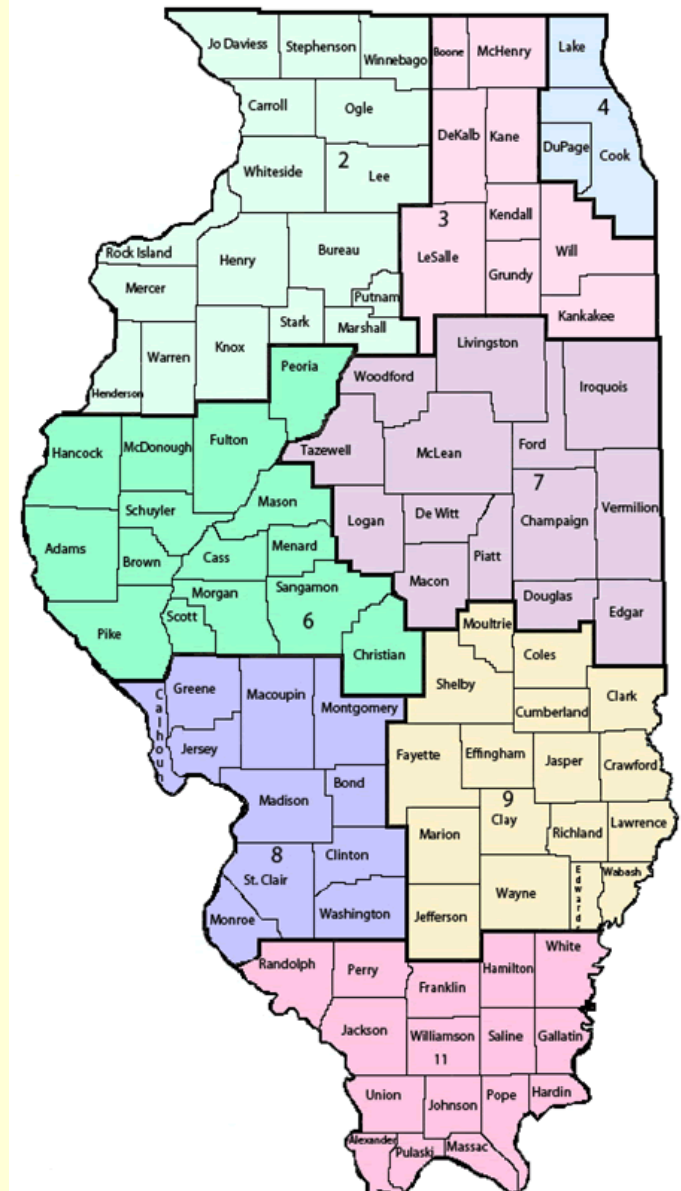 Jo Daviess
Stephenson
Winnebago
Boone
McHenry
Lake
Carroll
Ogle
4
DeKalb
Kane
DuPage
Cook
Whiteside
2
Lee
3
Kendall
Rock Island
Henry
Bureau
LeSalle
Will
Grundy
Mercer
Putnam
Kankakee
Stark
Marshall
Knox
Warren
Henderson
Livingston
Peoria
Woodford
Iroquois
Hancock
McDonough
Fulton
Tazewell
McLean
Ford
7
Mason
Schuyler
Logan
De Witt
Champaign
Vermilion
Adams
Brown
Cass
Menard
Piatt
Morgan
Sangamon
Macon
Douglas
Scott
6
Edgar
Pike
Christian
Moultrie
Coles
Calhoun
Greene
Macoupin
Montgomery
Shelby
Cumberland
Clark
Jersey
Fayette
Effingham
Jasper
Crawford
Madison
Bond
9
Clay
Marion
Richland
Lawrence
8
St. Clair
Clinton
Edwards
Wabash
Wayne
Monroe
Washington
Jefferson
Randolph
Perry
Franklin
Hamilton
White
Jackson
Williamson
11
Saline
Gallatin
Union
Johnson
Pope
Hardin
Alexander
Pulaski
Massac